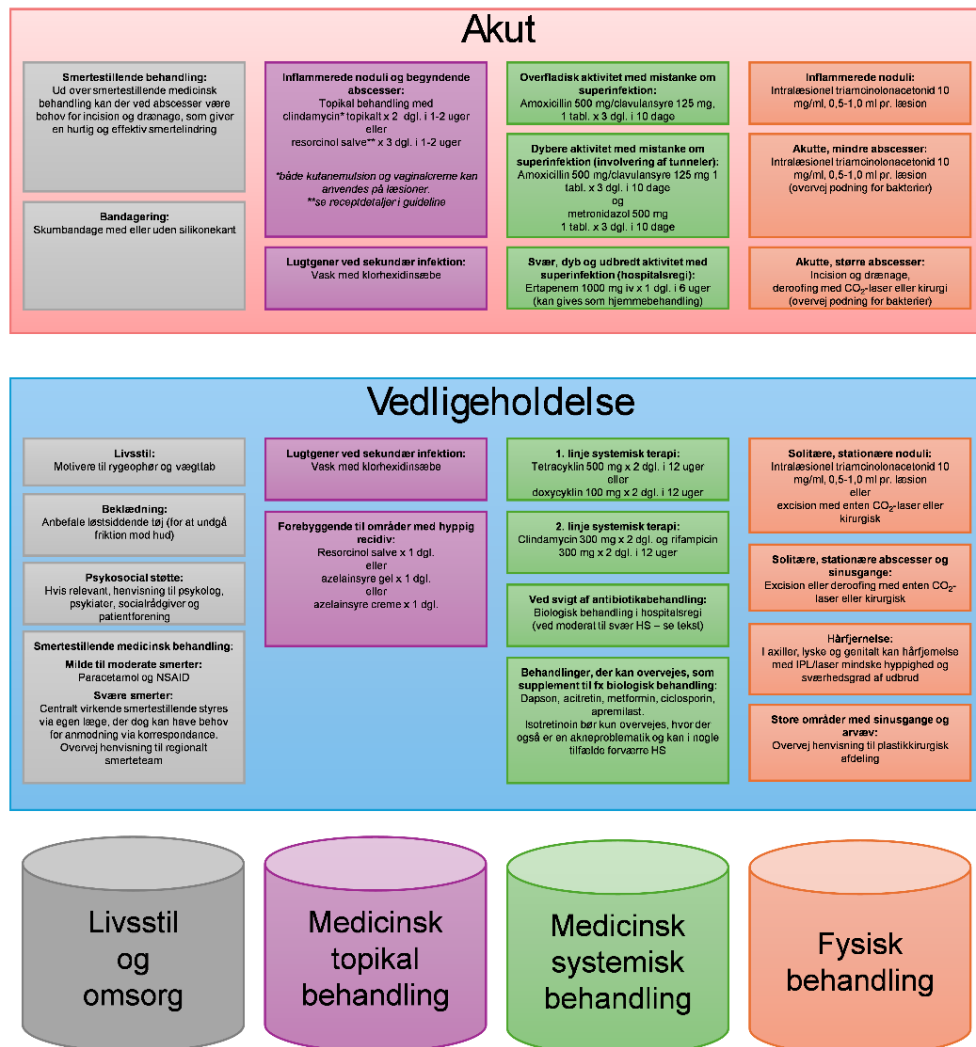 Akut
Smertestillende behandling:
Ud over smertestillende medicinsk
behandling kan der ved abscesser være
behov for incision og drænage, som giver
en hurtig og effektiv smertelindring
Bandagering:
Skumbandage med eller uden silikonekant
Inflammerede noduli og begyndende
abscesser:
Topikal behandling med
clindamycin* topikalt x 2 dgl. i 1-2 uger
eller
resorcinol salve** x 3 dgl. i 1-2 uger
*både kutanemulsion og vaginalcreme kan
anvendes på læsioner.
**se receptdetaljer i guideline
Lugtgener ved sekundær infektion:
Vask med klorhexidinsæbe
Overfladisk aktivitet med mistanke om
superinfektion:
Amoxicillin 500 mg/clavulansyre 125 mg,
1 tabl. x 3 dgl. i 10 dage
Dybere aktivitet med mistanke om
superinfektion (involvering af tunneler):
Amoxicillin 500 mg/clavulansyre 125 mg 1
tabl. x 3 dgl. i 10 dage
og
metronidazol 500 mg
1 tabl. x 3 dgl. i 10 dage
Svær, dyb og udbredt aktivitet med
superinfektion (hospitalsregi):
Ertapenem 1000 mg iv x 1 dgl. i 6 uger
(kan gives som hjemmebehandling)
Inflammerede noduli:
Intralæsionel triamcinolonacetonid 10
mg/ml, 0,5-1,0 ml pr. læsion
Akutte, mindre abscesser:
Intralæsionel triamcinolonacetonid 10
mg/ml, 0,5-1,0 ml pr. læsion
(overvej podning for bakterier)
Akutte, større abscesser:
Incision og drænage,
deroofing med CO₂-laser eller kirurgi
(overvej podning for bakterier)
Vedligeholdelse
Livsstil:
Motivere til rygeophør og vægttab
Beklædning:
Anbefale løstsiddende tøj (for at undgå
friktion mod hud)
Psykosocial støtte:
Hvis relevant, henvisning til psykolog,
psykiater, socialrådgiver og
patientforening
Smertestillende medicinsk behandling:
Milde til moderate smerter:
Paracetamol og NSAID
Svære smerter:
Centralt virkende smertestillende styres
via egen læge, der dog kan have behov
for anmodning via korrespondance.
Overvej henvisning til regionalt
smerteteam
Lugtgener ved sekundær infektion:
Vask med klorhexidinsæbe
Forebyggende til områder med hyppig
recidiv:
Resorcinol salve x 1 dgl.
eller
azelainsyre gel x 1 dgl.
eller
azelainsyre creme x 1 dgl.
1. linje systemisk terapi:
Tetracyklin 500 mg x 2 dgl. i 12 uger
eller
doxycyklin 100 mg x 2 dgl. i 12 uger
2. linje systemisk terapi:
Clindamycin 300 mg x 2 dgl. og rifampicin
300 mg x 2 dgl. i 12 uger
Ved svigt af antibiotikabehandling:
Biologisk behandling i hospitalsregi
(ved moderat til svær HS – se tekst)
Behandlinger, der kan overvejes, som
supplement til fx biologisk behandling:
Dapson, acitretin, metformin, ciclosporin,
apremilast.
Isotretinoin bør kun overvejes, hvor der
også er en akneproblematik og kan i nogle
tilfælde forværre HS
Solitære, stationære noduli:
Intralæsionel triamcinolonacetonid 10
mg/ml, 0,5-1,0 ml pr. læsion
eller
excision med enten CO₂-laser eller
kirurgisk
Solitære, stationære abscesser og
sinusgange:
Excision eller deroofing med enten CO₂-
laser eller kirurgisk
Hårfjernelse:
I axiller, lyske og genitalt kan hårfjernelse
med IPL/laser mindske hyppighed og
sværhedsgrad af udbrud
Store områder med sinusgange og
arvæv:
Overvej henvisning til plastikkirurgisk
afdeling
Livsstil
og
omsorg
Medicinsk
topikal
behandling
Medicinsk
systemisk
behandling
Fysisk
behandling